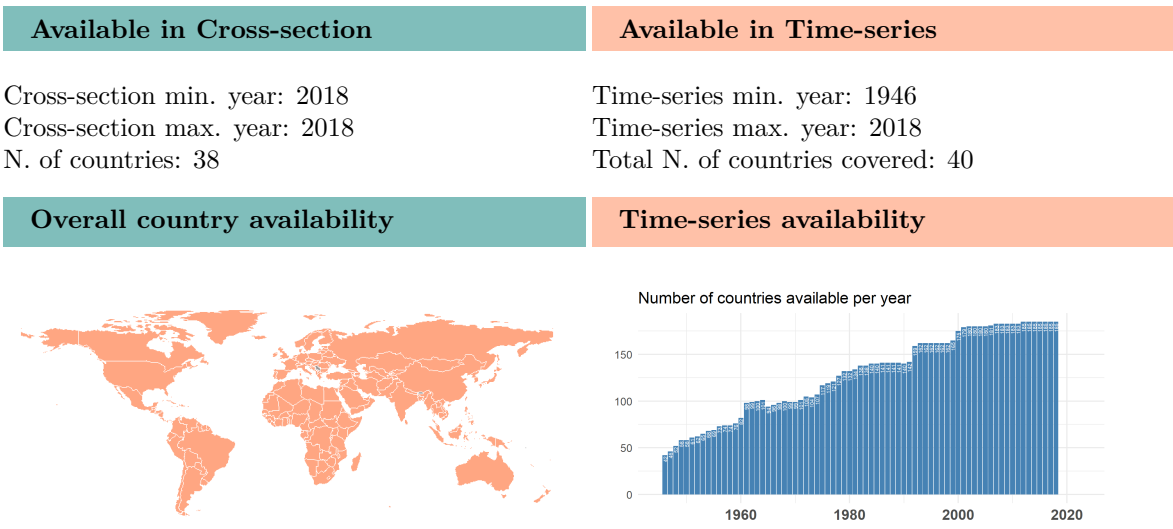 Available in Cross-section
Available in Time-series
Cross-section min. year: 2018
Cross-section max. year: 2018
N. of countries: 38
Time-series min. year: 1946
Time-series max. year: 2018
Total N. of countries covered: 40
Overall country availability
Time-series availability
Number of countries available per year
150
100
50
0
1960 1980 2000 2020